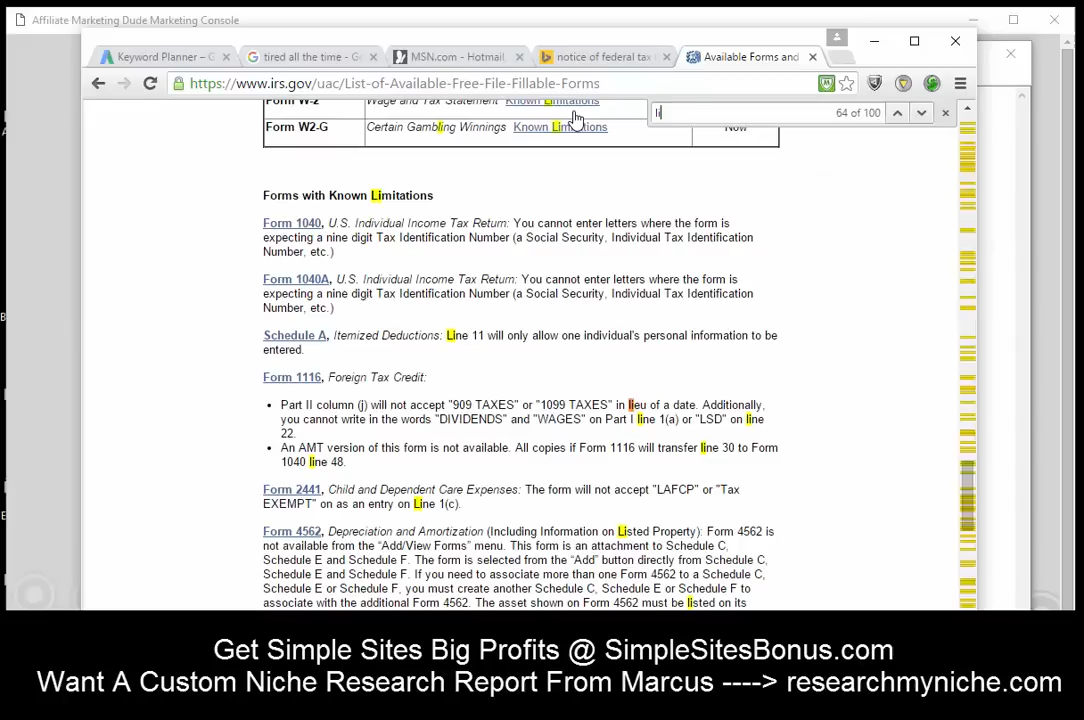 Affiliate Marketing Dude Marketing Console
Keyword Planner – G
tired all the time - Go
MSN.com - Hotmail,
notice of federal tax l
Available Forms and
https://www.irs.gov/uac/List-of-Available-Free-File-Fillable-Forms
li
64 of 100
Form W-2 Wage and Tax Statement Known Limitations
Form W2-G Certain Gambling Winnings Known Limitations Now
Forms with Known Limitations
Form 1040, U.S. Individual Income Tax Return: You cannot enter letters where the form is
expecting a nine digit Tax Identification Number (a Social Security, Individual Tax Identification
Number, etc.)
Form 1040A, U.S. Individual Income Tax Return: You cannot enter letters where the form is
expecting a nine digit Tax Identification Number (a Social Security, Individual Tax Identification
Number, etc.)
Schedule A, Itemized Deductions: Line 11 will only allow one individual's personal information to be
entered.
Form 1116, Foreign Tax Credit:
• Part II column (j) will not accept "909 TAXES" or "1099 TAXES" in lieu of a date. Additionally,
you cannot write in the words "DIVIDENDS" and "WAGES" on Part I line 1(a) or "LSD" on line
22.
• An AMT version of this form is not available. All copies if Form 1116 will transfer line 30 to Form
1040 line 48.
Form 2441, Child and Dependent Care Expenses: The form will not accept "LAFCP" or "Tax
EXEMPT" on as an entry on Line 1(c).
Form 4562, Depreciation and Amortization (Including Information on Listed Property): Form 4562 is
not available from the “Add/View Forms” menu. This form is an attachment to Schedule C,
Schedule E and Schedule F. The form is selected from the “Add” button directly from Schedule C,
Schedule E and Schedule F. If you need to associate more than one Form 4562 to a Schedule C,
Schedule E or Schedule F, you must create another Schedule C, Schedule E or Schedule F to
associate with the additional Form 4562. The asset shown on Form 4562 must be listed on its
Get Simple Sites Big Profits @ SimpleSitesBonus.com
Want A Custom Niche Research Report From Marcus ----> researchmyniche.com